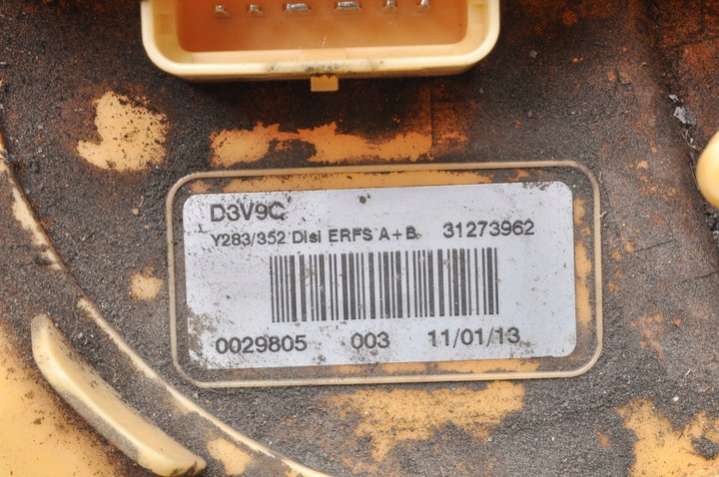 D3V9C
Y283/352 Disi ERFS A+B 31273962
0029805 003 11/01/13